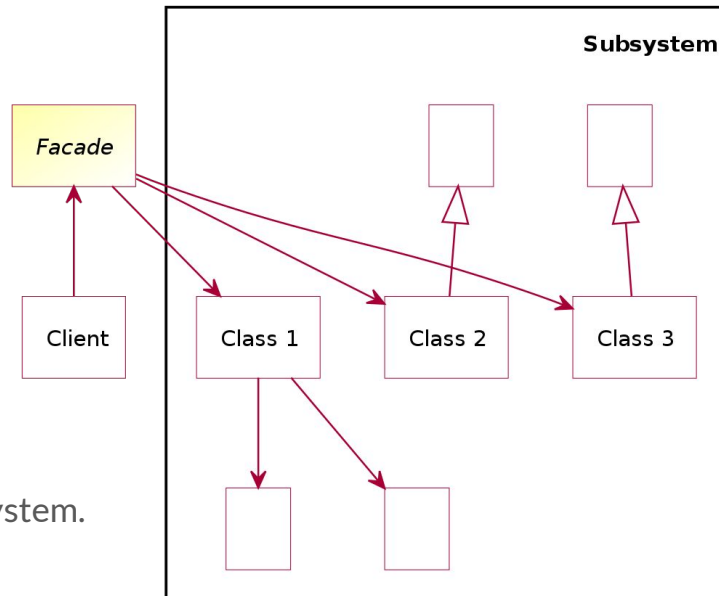 Subsystem
Facade
Client
Class 1
Class 2
Class 3
ystem.